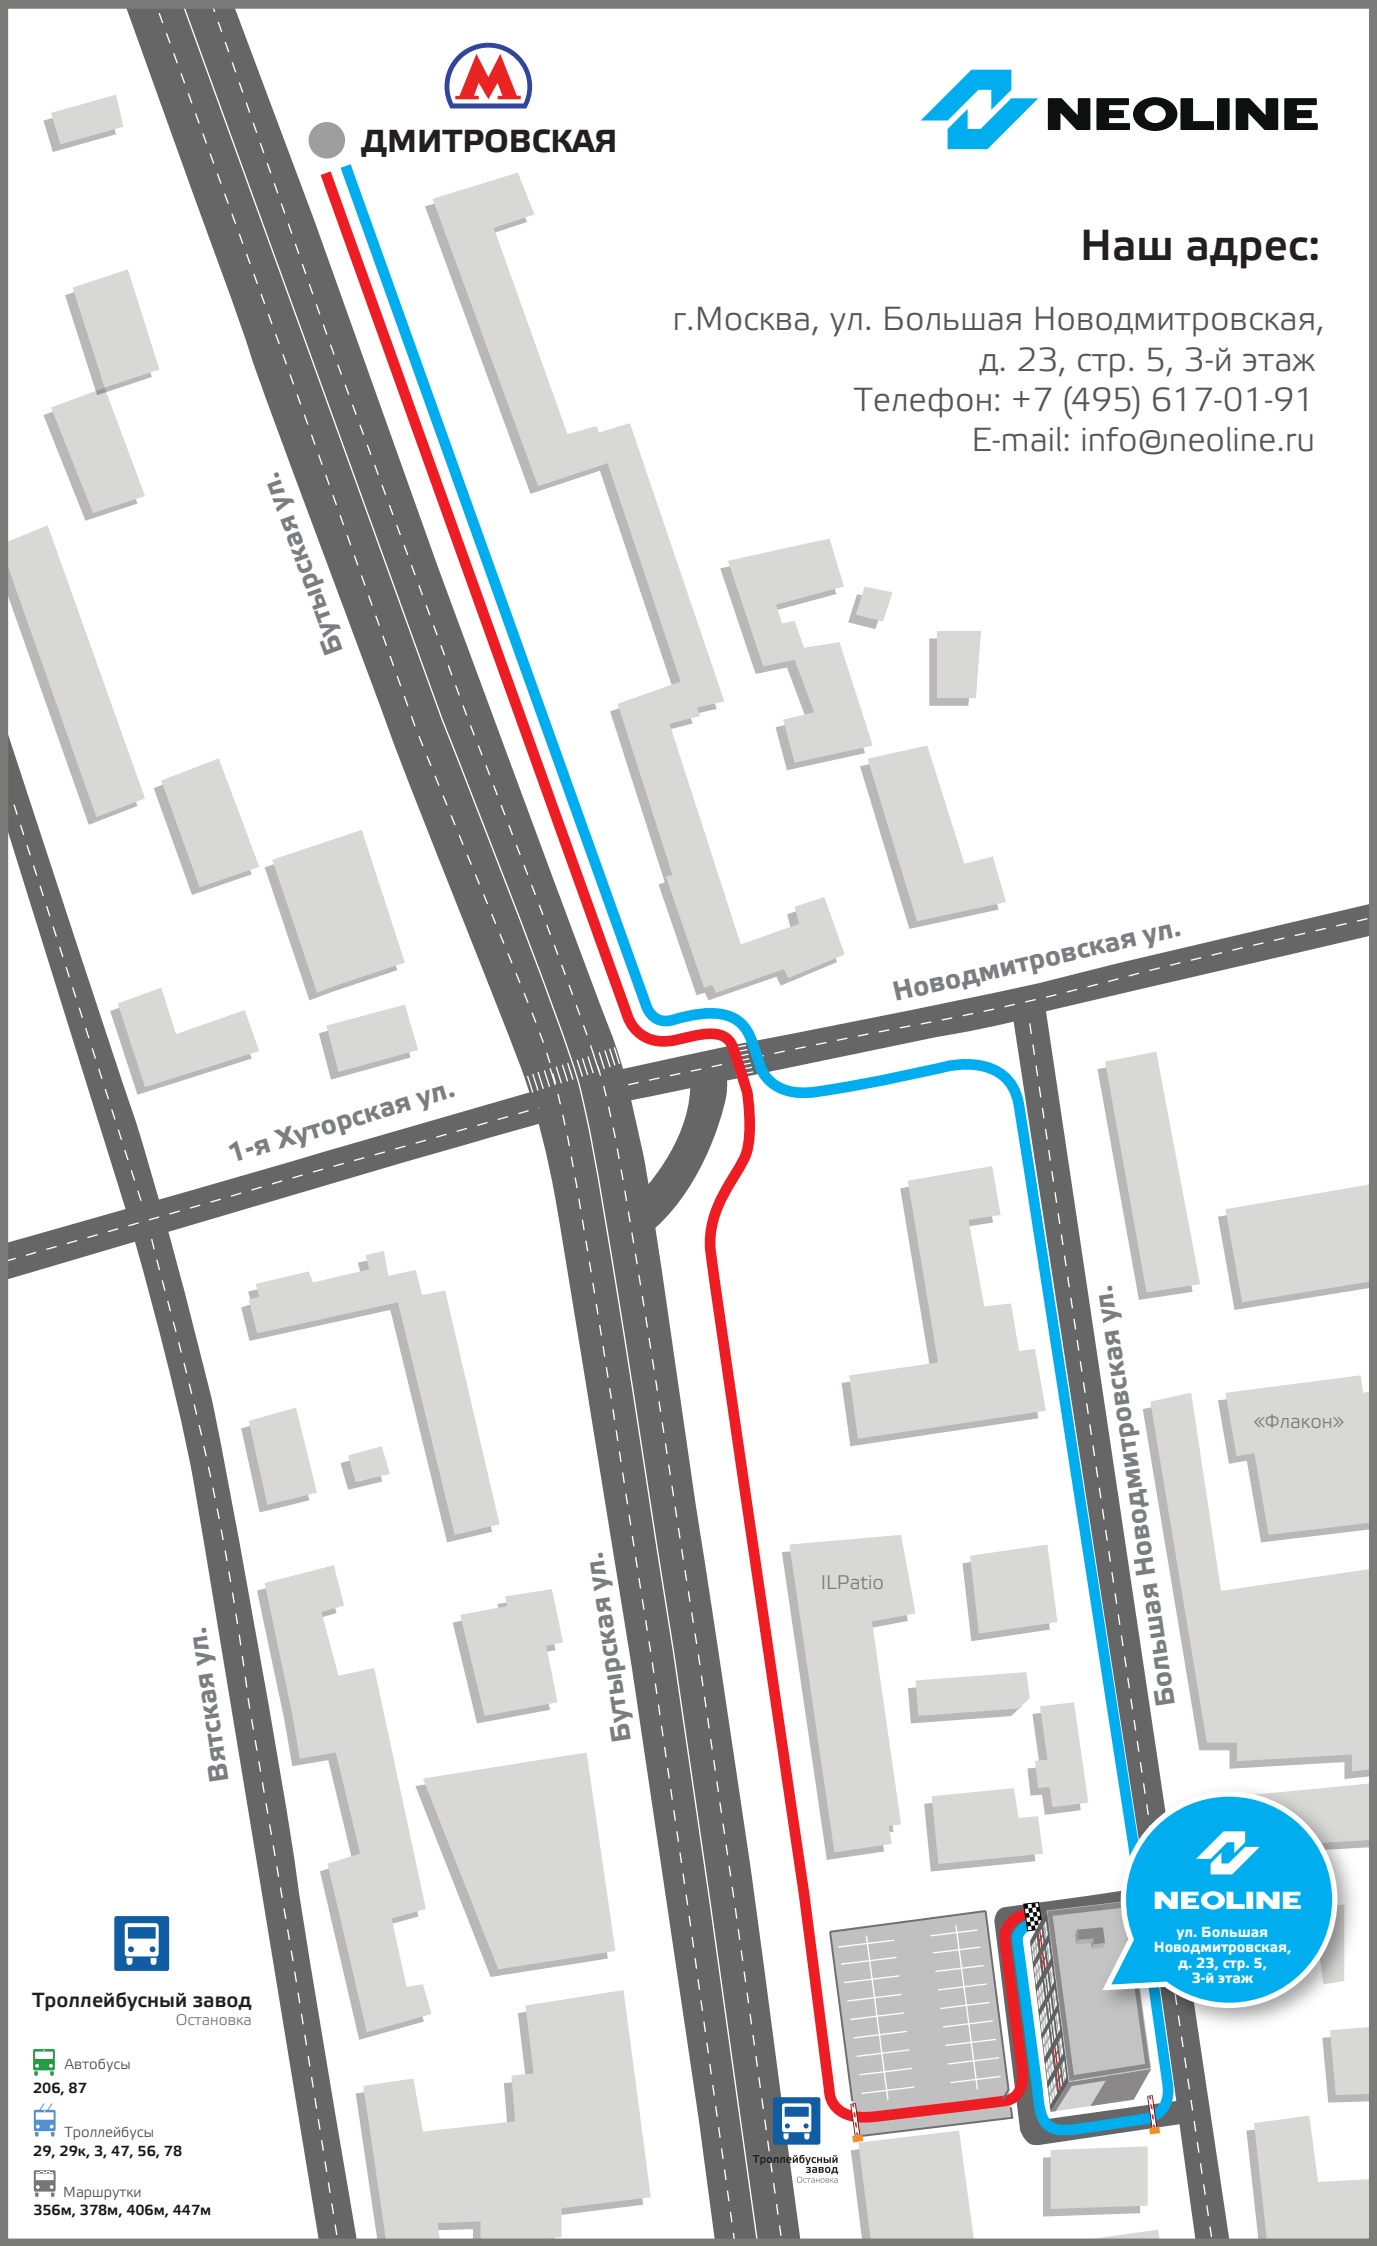 ДМИТРОВСКАЯ
NEOLINE
Наш адрес:
г.Москва, ул. Большая Новодмитровская,
д. 23, стр. 5, 3-й этаж
Телефон: +7 (495) 617-01-91
E-mail: info@neoline.ru
Бутырская ул.
Новодмитровская ул.
1-я Хуторская ул.
Большая Новодмитровская ул.
«Флакон»
ILPatio
Бутырская ул.
Вятская ул.
NEOLINE
ул. Большая
Новодмитровская,
д. 23, стр. 5,
3-й этаж
Троллейбусный завод
Остановка
Автобусы
206, 87
Троллейбусы
29, 29к, 3, 47, 56, 78
Маршрутки
356м, 378м, 406м, 447м
Троллейбусный
завод
Остановка